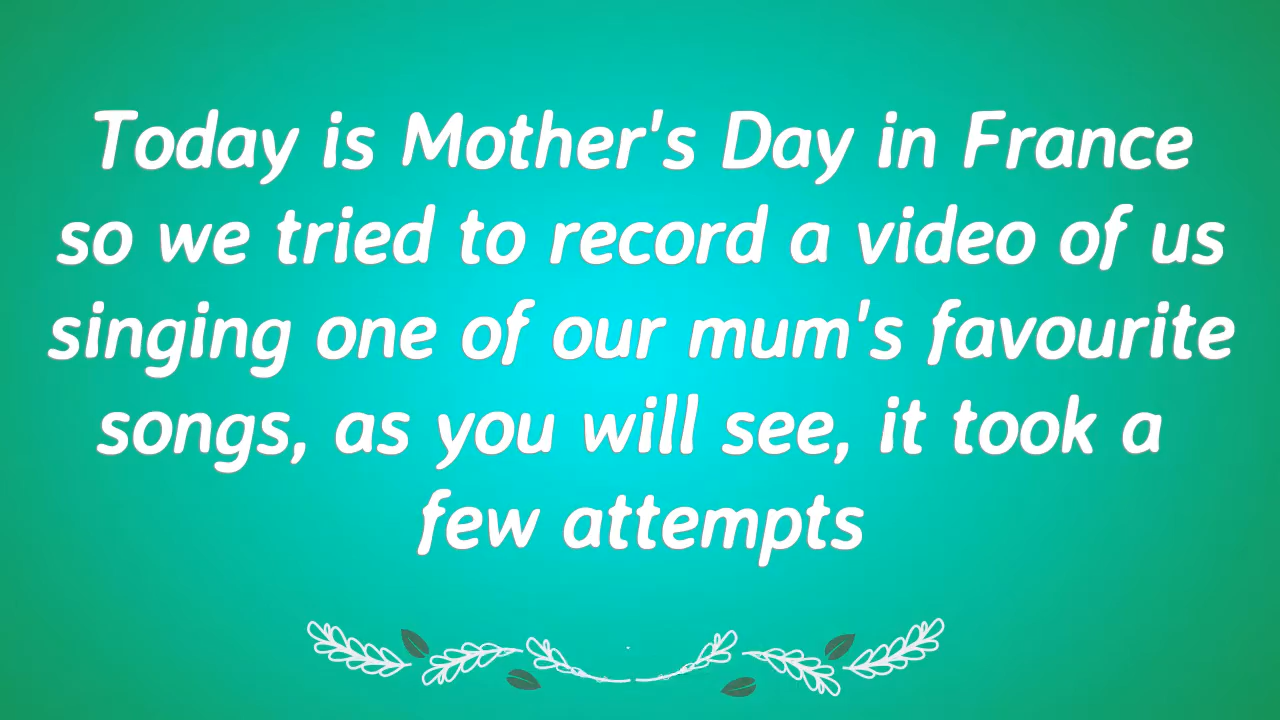 Today is Mother's Day in France
so we tried to record a video of us
singing one of our mum's favourite
songs, as you will see, it took a
few attempts